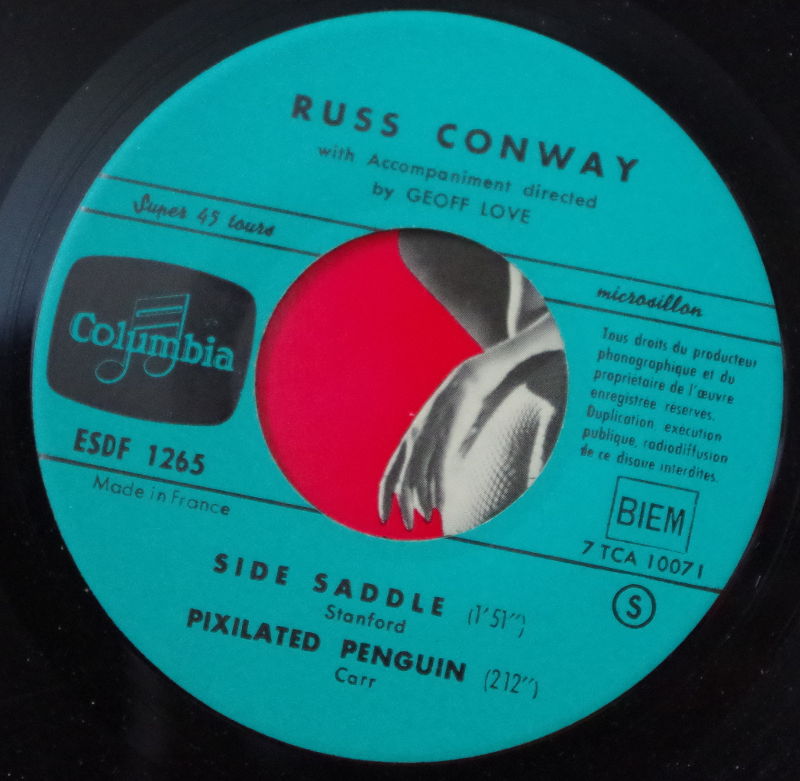 RUSS CONWAY
with Accompaniment directed
by GEOFF LOVE
Super 45 tours
microsillon
Columbia
ESDF 1265
Made in France
Tous droits du producteur
phonographique et du
propriétaire de l'œuvre
enregistrée réservés.
Duplication, exécution
publique, radiodiffusion
de ce disque interdites.
BIEM
7 TCA 10071
S
SIDE SADDLE (1'51")
Stanford
PIXILATED PENGUIN (2'12")
Carr